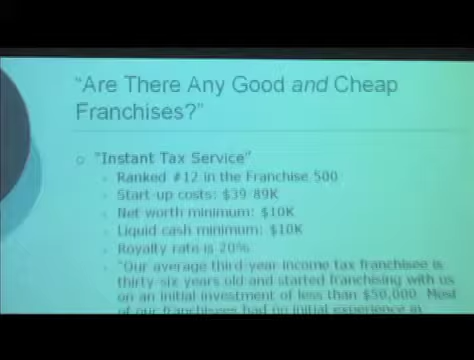 “Are There Any Good and Cheap
Franchises?”
“Instant Tax Service”
Ranked #12 in the Franchise 500
Start-up costs: $39-89K
Net worth minimum: $10K
Liquid cash minimum: $10K
Royalty rate is 20%
“Our average third-year income tax franchisee is
thirty-six years old and started franchising with us
on an initial investment of less than $50,000. Most
of our franchisees had no initial experience in